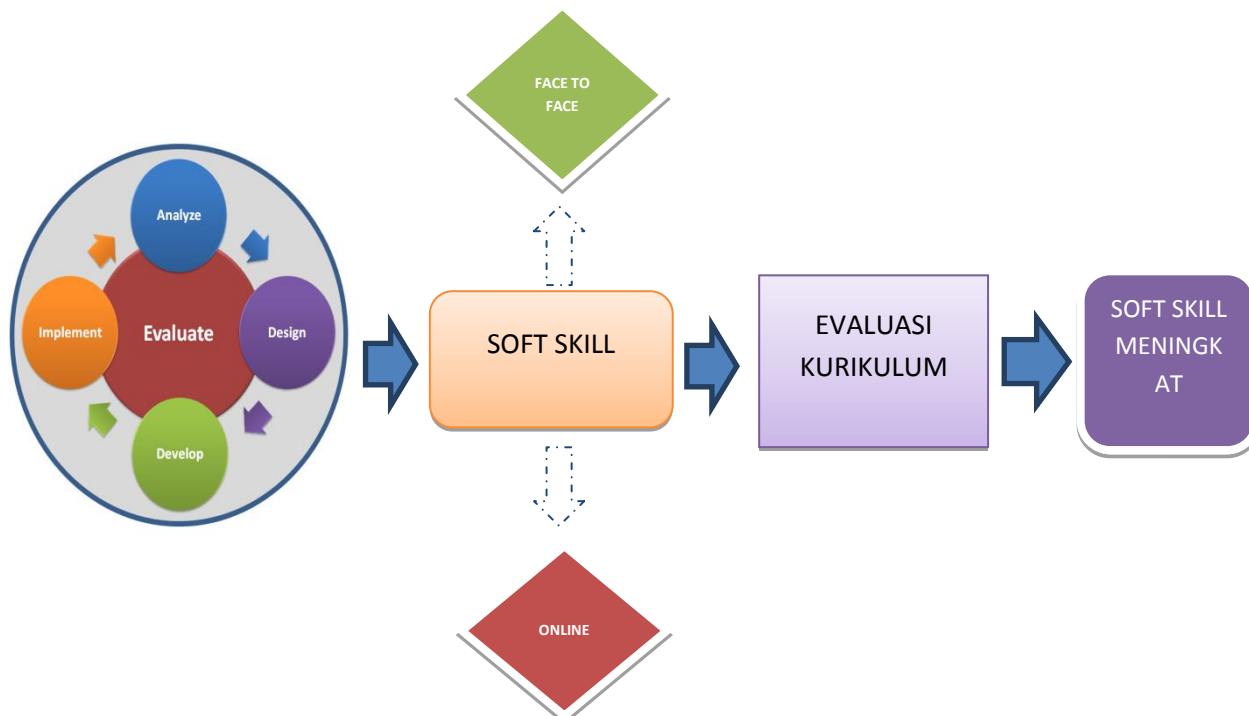 FACE TO
FACE
Analyze
Implement
Evaluate
Design
Develop
SOFT SKILL
EVALUASI
KURIKULUM
SOFT SKILL
MENINGK
AT
ONLINE